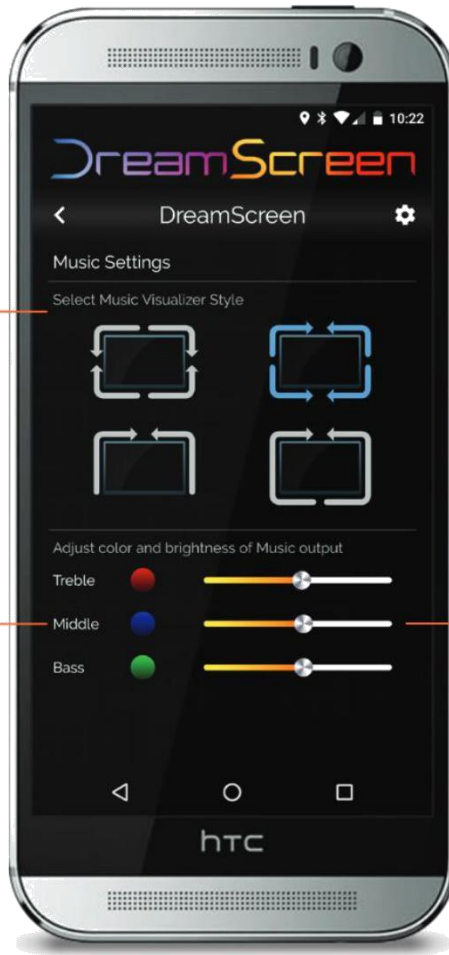 10:22
DreamScreen
DreamScreen
Music Settings
Select Music Visualizer Style
Adjust color and brightness of Music output
Treble
Middle
Bass
hTC